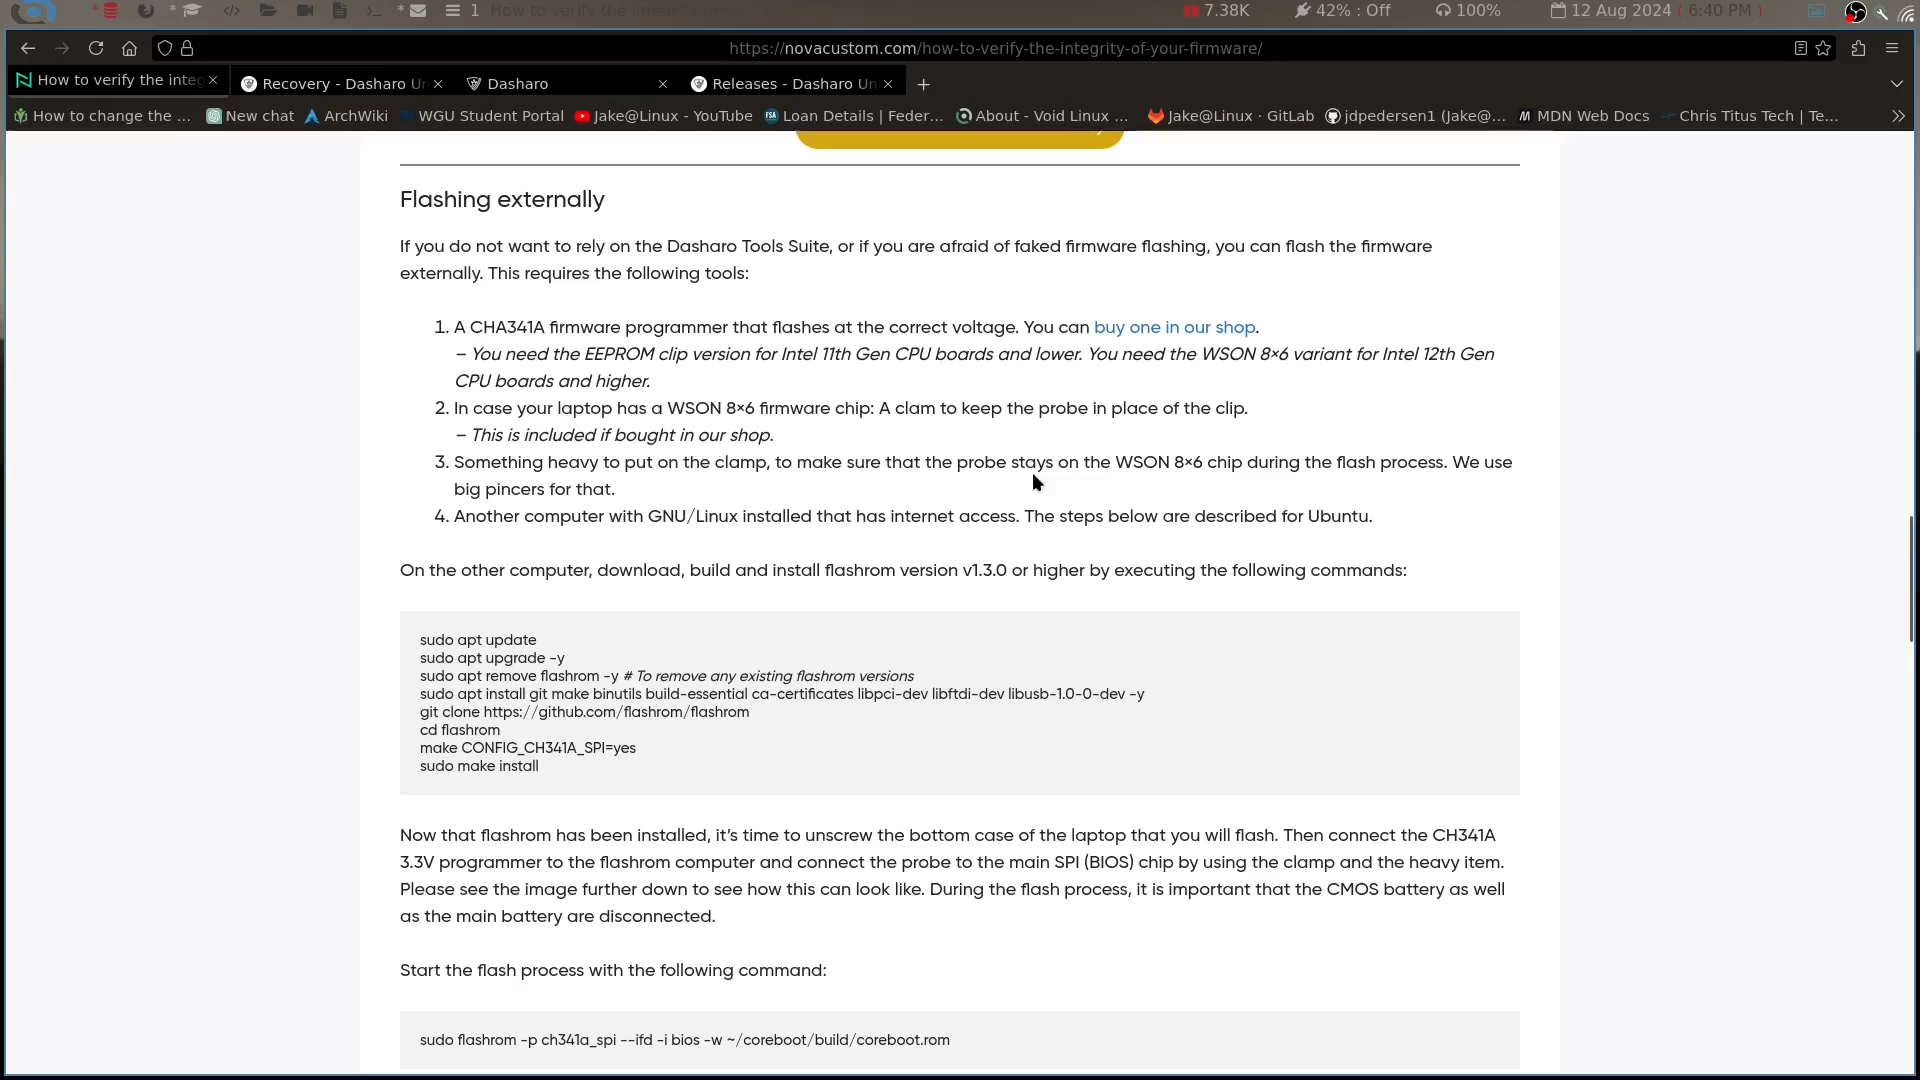 1 How to verify the integrity of your firmware
7.38K
42% : Off
100%
12 Aug 2024 ( 6:40 PM )
https://novacustom.com/how-to-verify-the-integrity-of-your-firmware/
How to verify the integ
Recovery - Dasharo Un
Dasharo
Releases - Dasharo Un
How to change the ...
New chat
ArchWiki
WGU Student Portal
Jake@Linux - YouTube
FSA
Loan Details | Feder...
About - Void Linux ...
Jake@Linux · GitLab
jdpedersen1 (Jake@...
MDN Web Docs
Chris Titus Tech | Te...
Flashing externally
If you do not want to rely on the Dasharo Tools Suite, or if you are afraid of faked firmware flashing, you can flash the firmware
externally. This requires the following tools:
1. A CHA341A firmware programmer that flashes at the correct voltage. You can buy one in our shop.
– You need the EEPROM clip version for Intel 11th Gen CPU boards and lower. You need the WSON 8×6 variant for Intel 12th Gen
CPU boards and higher.
2. In case your laptop has a WSON 8×6 firmware chip: A clam to keep the probe in place of the clip.
– This is included if bought in our shop.
3. Something heavy to put on the clamp, to make sure that the probe stays on the WSON 8×6 chip during the flash process. We use
big pincers for that.
4. Another computer with GNU/Linux installed that has internet access. The steps below are described for Ubuntu.
On the other computer, download, build and install flashrom version v1.3.0 or higher by executing the following commands:
sudo apt update
sudo apt upgrade -y
sudo apt remove flashrom -y # To remove any existing flashrom versions
sudo apt install git make binutils build-essential ca-certificates libpci-dev libftdi-dev libusb-1.0-0-dev -y
git clone https://github.com/flashrom/flashrom
cd flashrom
make CONFIG_CH341A_SPI=yes
sudo make install
Now that flashrom has been installed, it's time to unscrew the bottom case of the laptop that you will flash. Then connect the CH341A
3.3V programmer to the flashrom computer and connect the probe to the main SPI (BIOS) chip by using the clamp and the heavy item.
Please see the image further down to see how this can look like. During the flash process, it is important that the CMOS battery as well
as the main battery are disconnected.
Start the flash process with the following command:
sudo flashrom -p ch341a_spi --ifd -i bios -w ~/coreboot/build/coreboot.rom